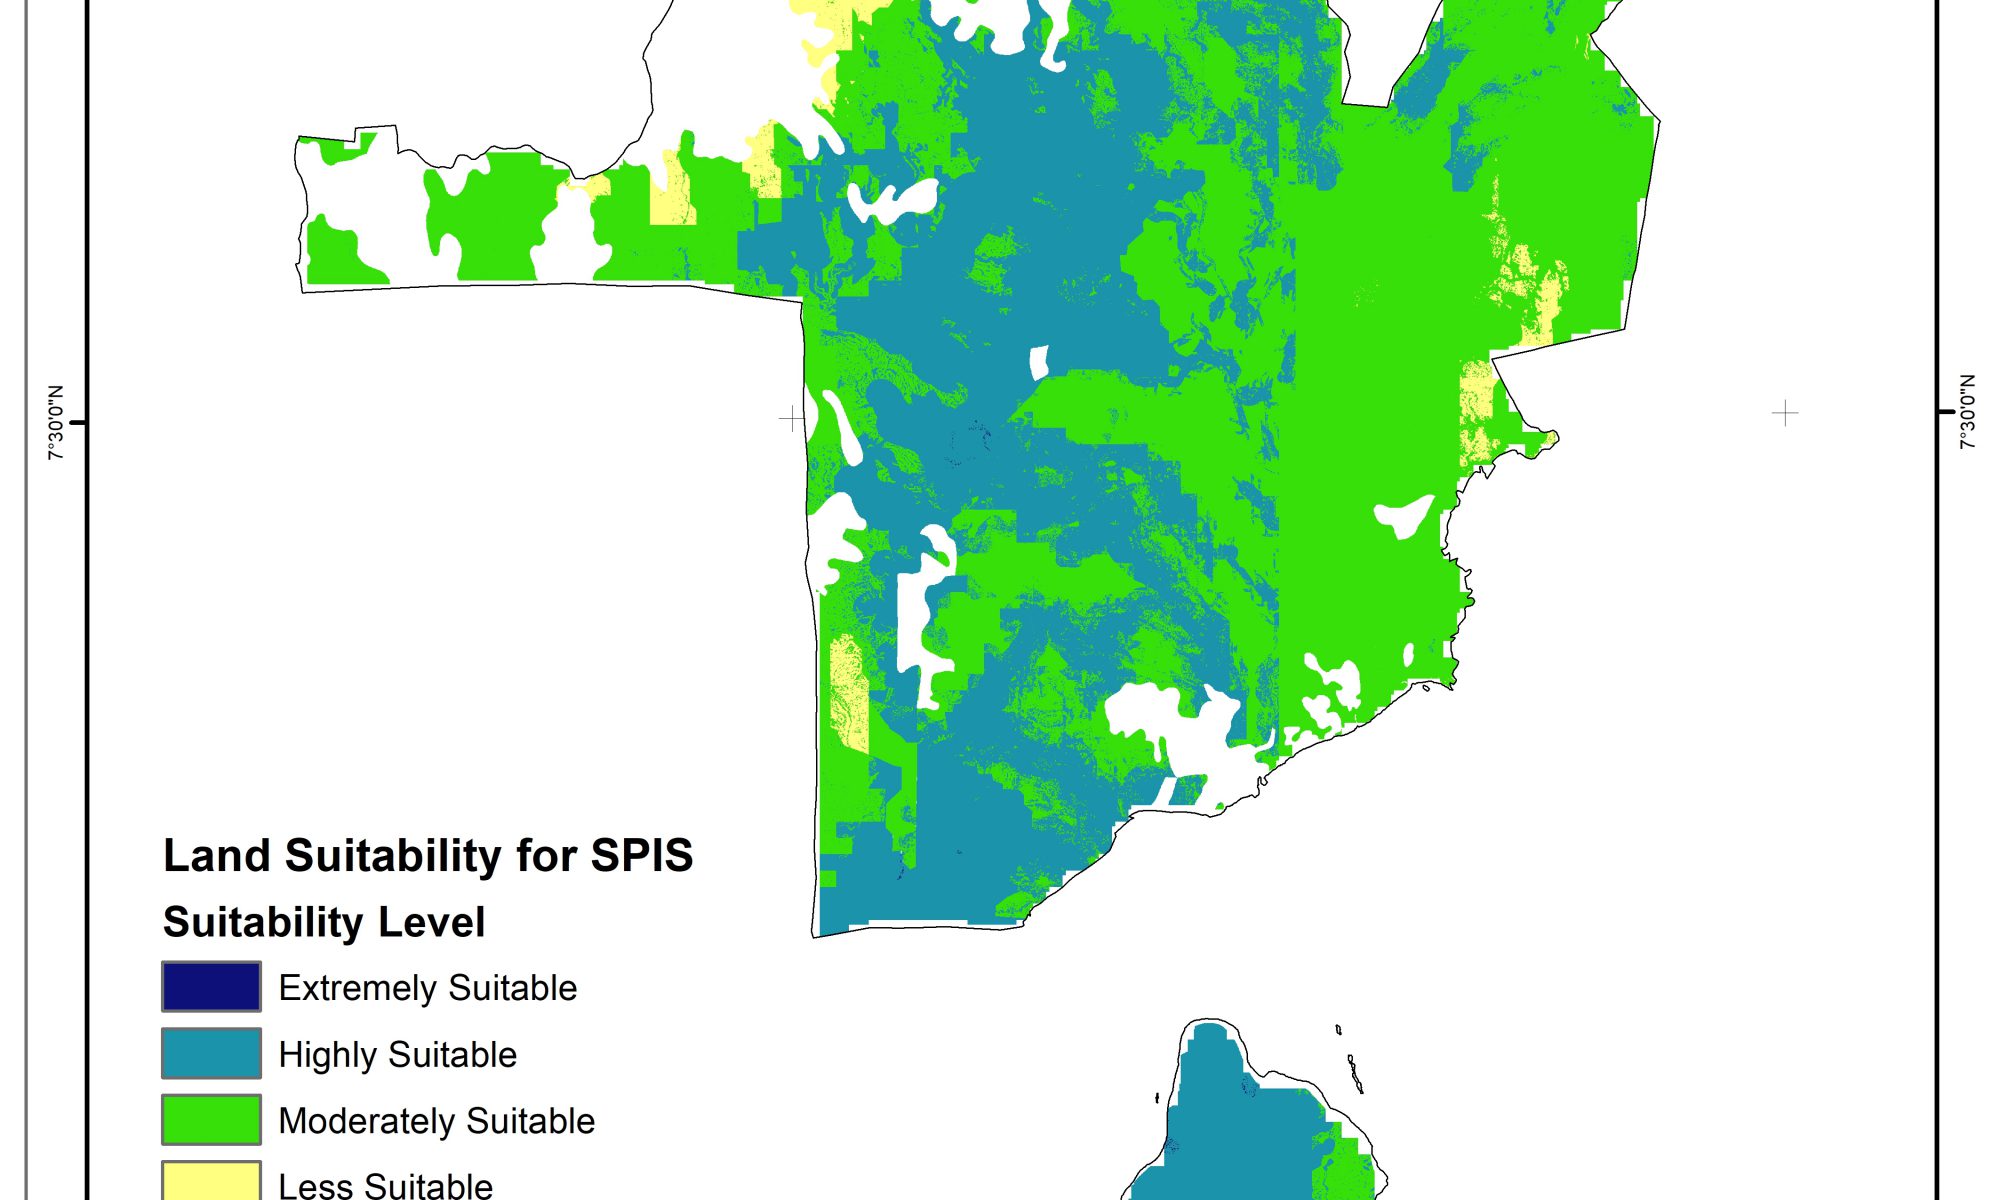 7°30'0"N
7°30'0"N
Land Suitability for SPIS
Suitability Level
Extremely Suitable
Highly Suitable
Moderately Suitable
Less Suitable